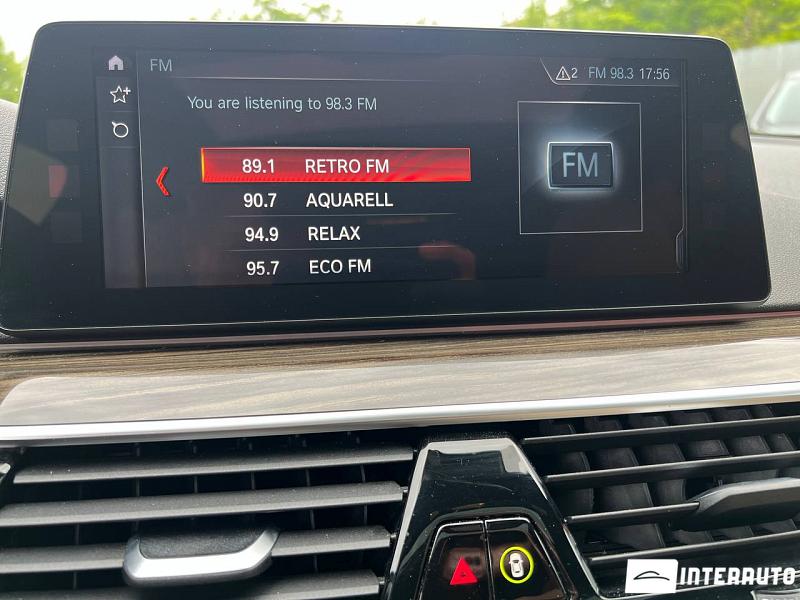 FM
2 FM 98.3 17:56
You are listening to 98.3 FM
89.1 RETRO FM
90.7 AQUARELL
94.9 RELAX
95.7 ECO FM
FM
INTERAUTO